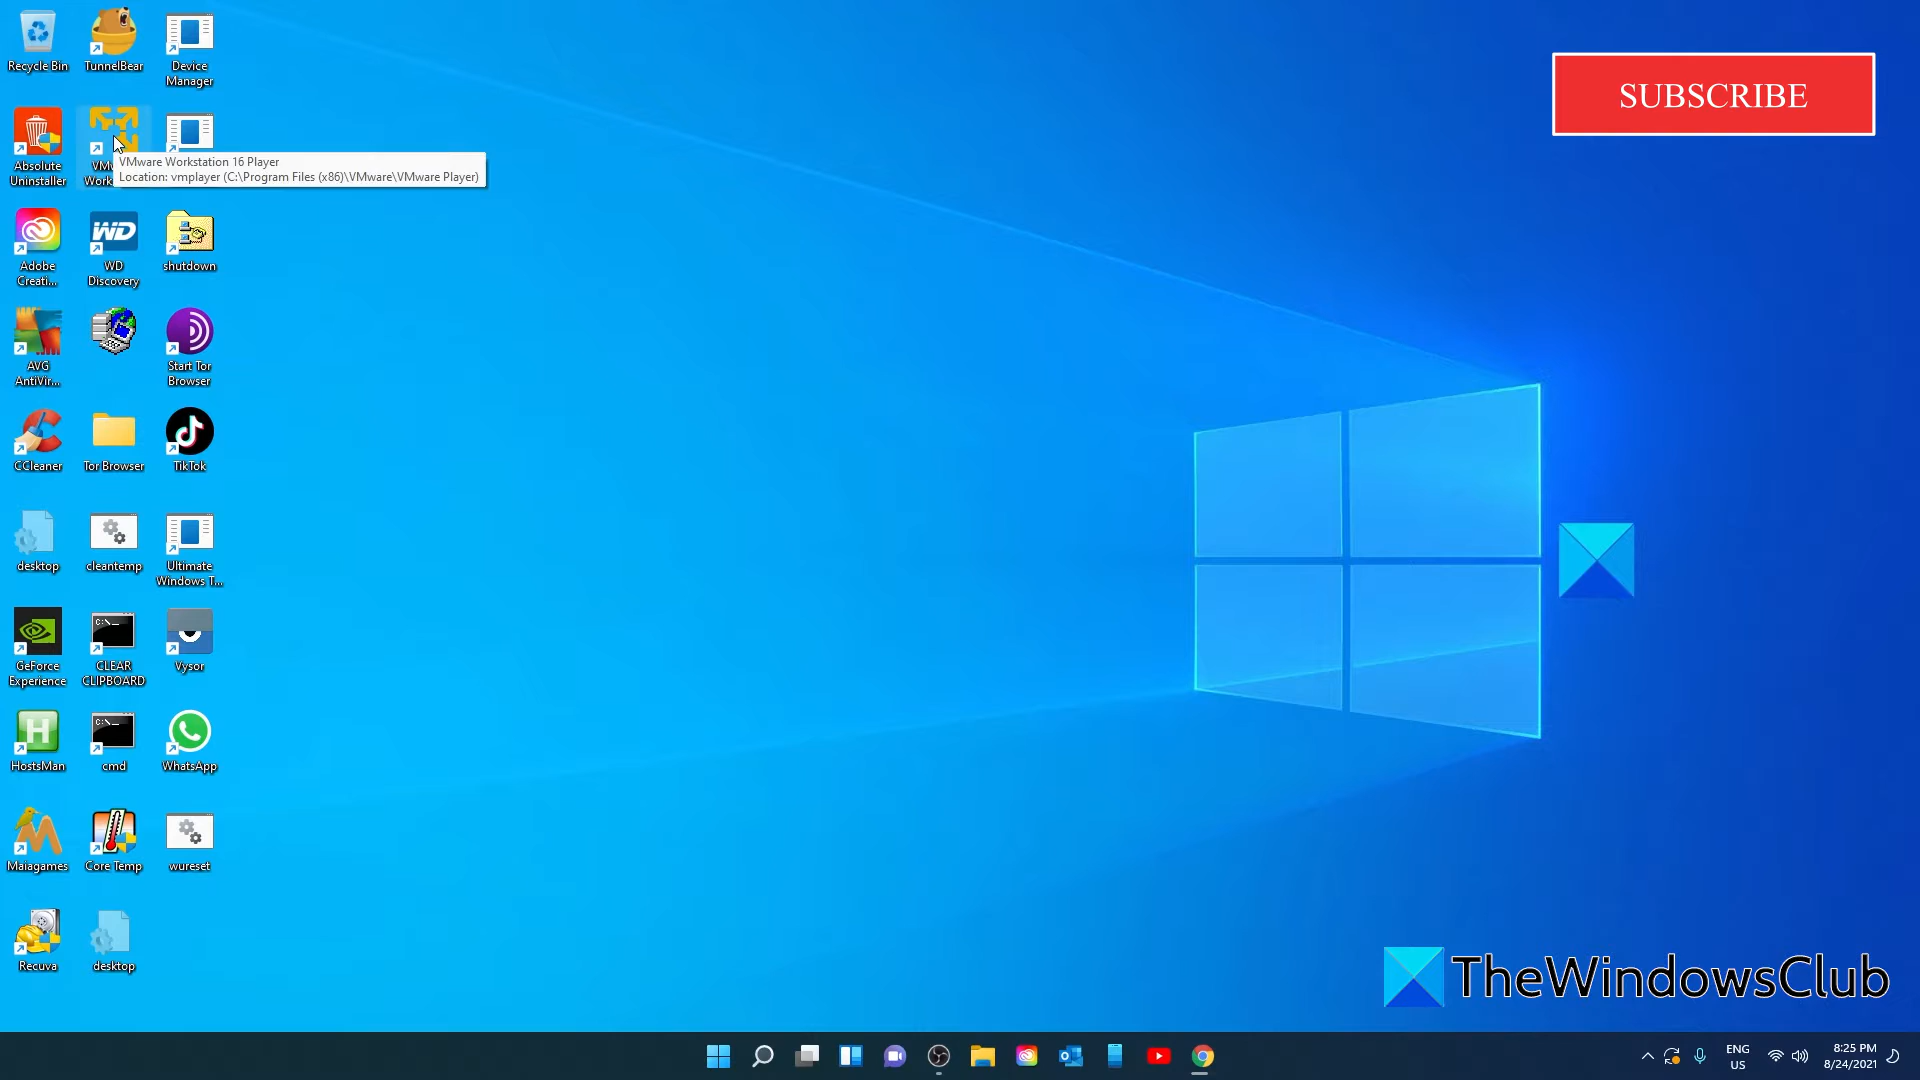 Recycle Bin
TunnelBear
Device
Manager
SUBSCRIBE
Absolute
Uninstaller
VMware Workstation 16 Player
Location: vmplayer (C:\Program Files (x86)\VMware\VMware Player)
Adobe
Creati...
WD
WD
Discovery
shutdown
AVG
AntiVir...
Start Tor
Browser
CCleaner
Tor Browser
TikTok
desktop
cleantemp
Ultimate
Windows T...
GeForce
Experience
C:\_
CLEAR
CLIPBOARD
Vysor
H
HostsMan
C:\_
cmd
WhatsApp
Maiagames
Core Temp
wureset
Recuva
desktop
TheWindowsClub
ENG
US
8:25 PM
8/24/2021